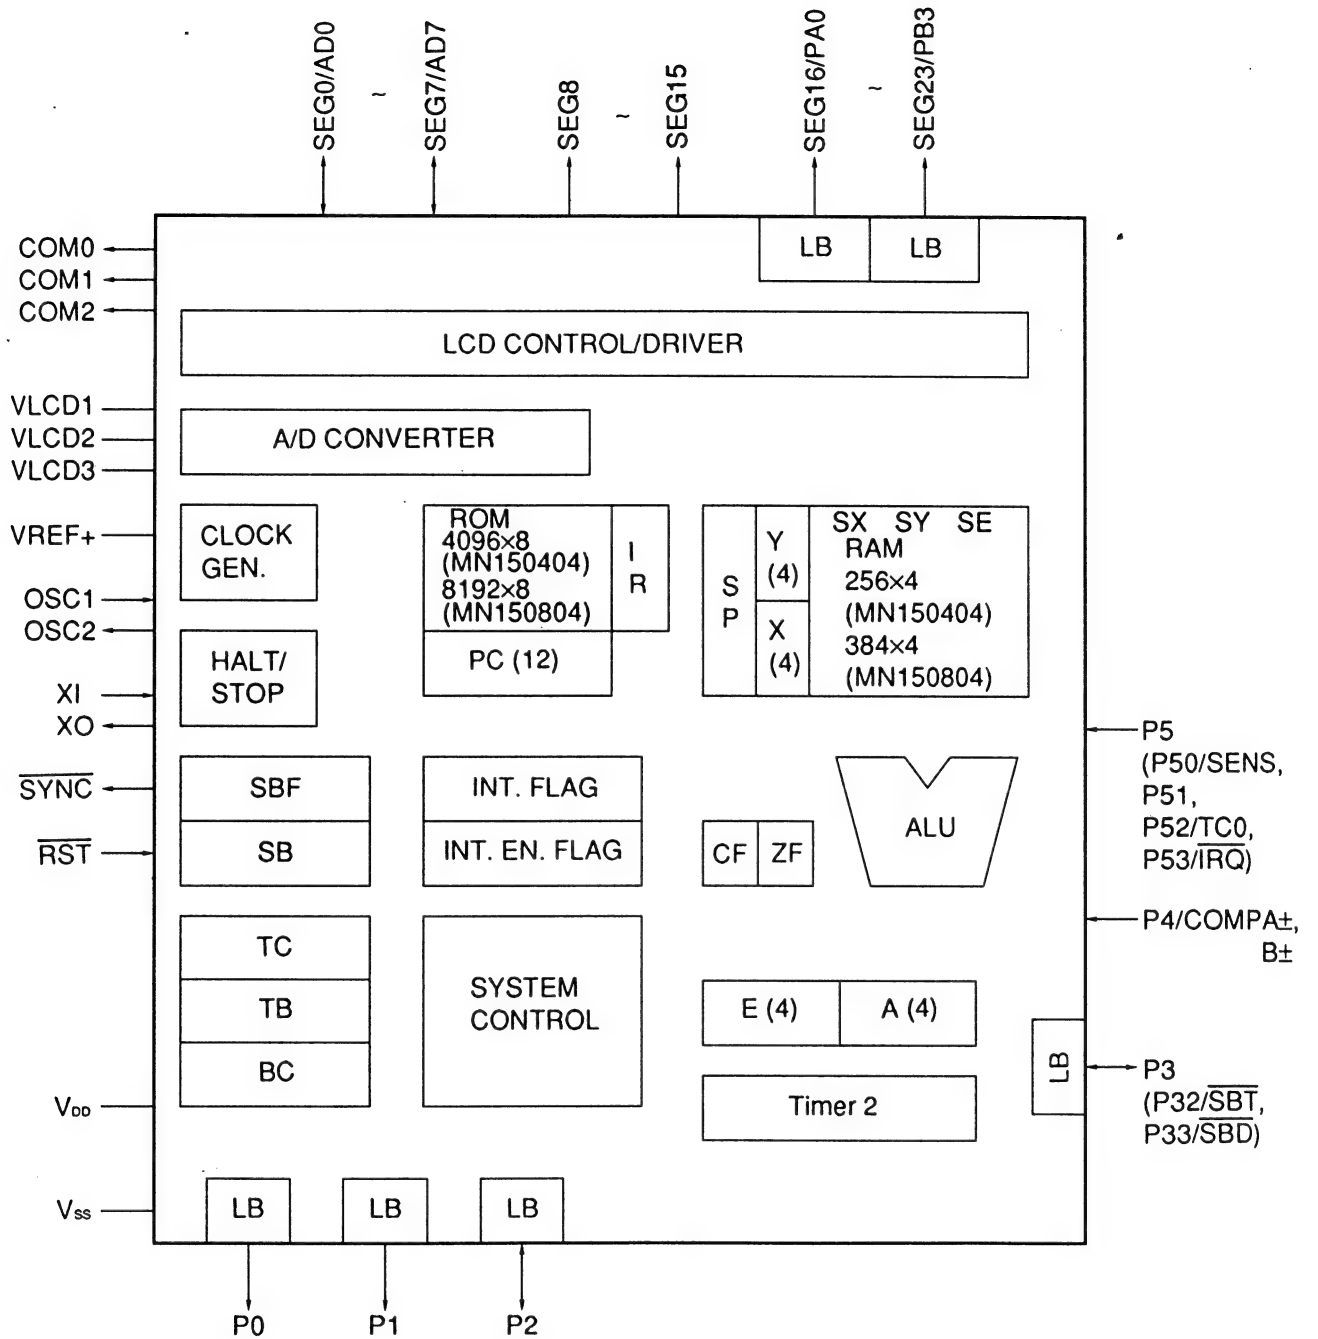 SEG0/AD0
~
SEG7/AD7
SEG8
~
SEG15
SEG16/PA0
~
SEG23/PB3
COM0
COM1
COM2
LB
LB
LCD CONTROL/DRIVER
VLCD1
VLCD2
VLCD3
A/D CONVERTER
VREF+
OSC1
OSC2
XI
XO
SYNC
RST
CLOCK
GEN.
HALT/
STOP
ROM
4096×8
(MN150404)
8192×8
(MN150804)
I
R
PC (12)
S
P
Y
(4)
X
(4)
SX SY SE
RAM
256×4
(MN150404)
384×4
(MN150804)
SBF
SB
INT. FLAG
INT. EN. FLAG
CF
ZF
ALU
P5
(P50/SENS,
P51,
P52/TC0,
P53/IRQ)
P4/COMPA±,
B±
TC
TB
BC
SYSTEM
CONTROL
E (4)
A (4)
Timer 2
LB
P3
(P32/SBT,
P33/SBD)
VDD
VSS
LB
LB
LB
P0
P1
P2